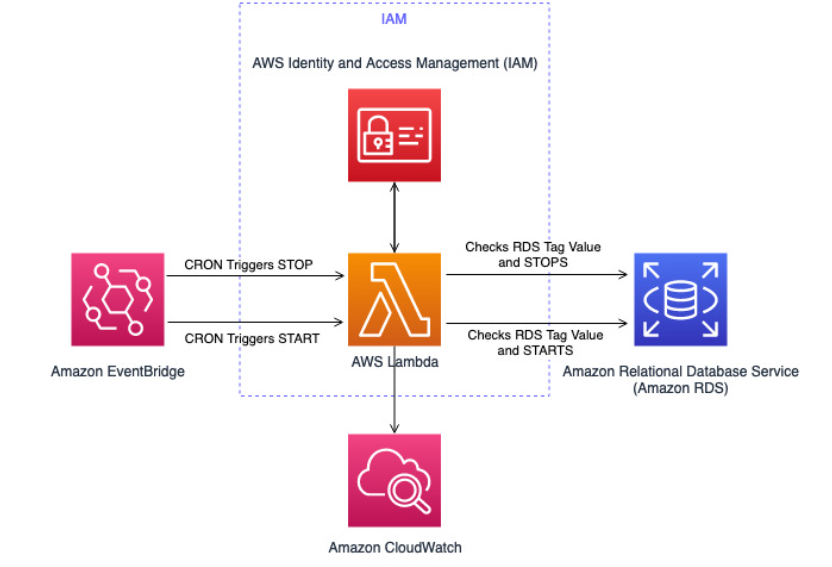 IAM
AWS Identity and Access Management (IAM)
CRON Triggers STOP
Checks RDS Tag Value
and STOPS
CRON Triggers START
Checks RDS Tag Value
and STARTS
AWS Lambda
Amazon EventBridge
Amazon Relational Database Service
(Amazon RDS)
Amazon CloudWatch